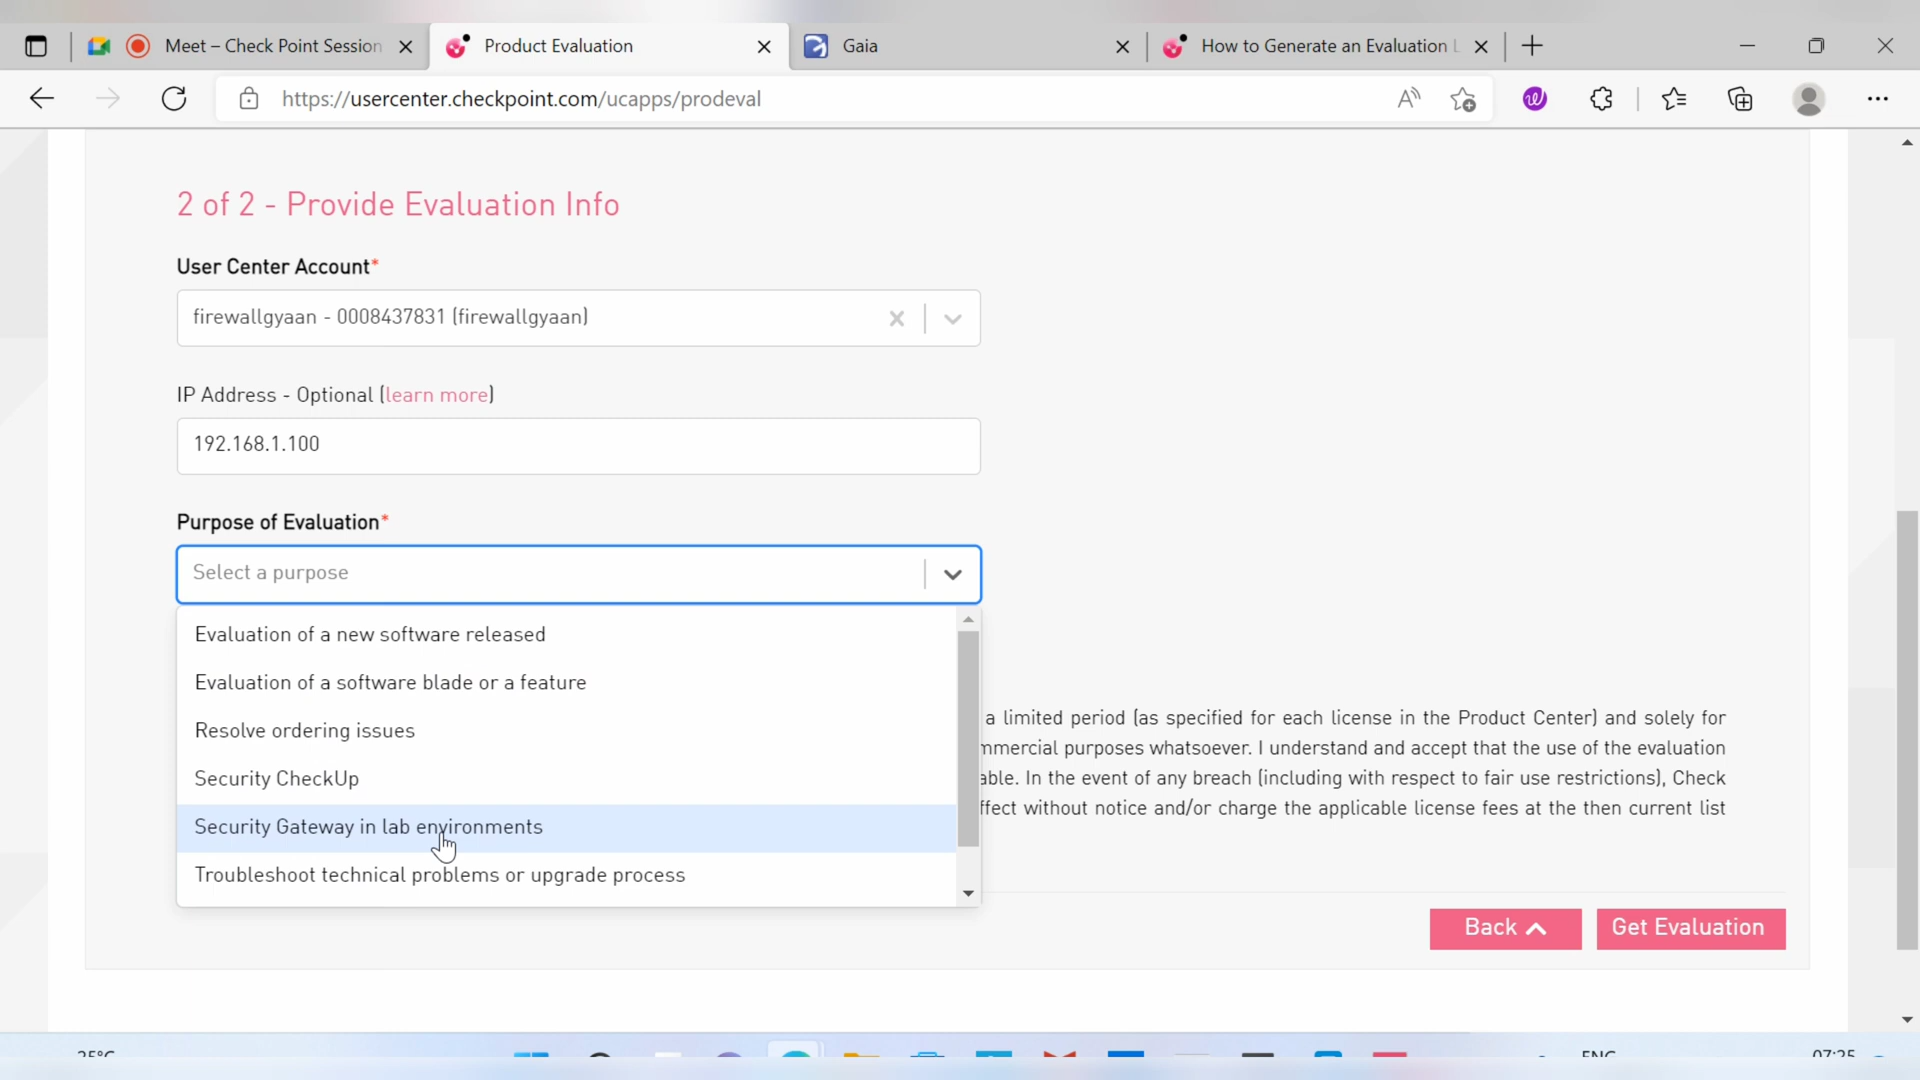 Meet – Check Point Session
Product Evaluation
Gaia
How to Generate an Evaluation L
https://usercenter.checkpoint.com/ucapps/prodeval
2 of 2 - Provide Evaluation Info
User Center Account*
firewallgyaan - 0008437831 (firewallgyaan)
IP Address - Optional (learn more)
192.168.1.100
Purpose of Evaluation*
Select a purpose
Evaluation of a new software released
Evaluation of a software blade or a feature
Resolve ordering issues
Security CheckUp
Security Gateway in lab environments
Troubleshoot technical problems or upgrade process
a limited period (as specified for each license in the Product Center) and solely for
mmercial purposes whatsoever. I understand and accept that the use of the evaluation
able. In the event of any breach (including with respect to fair use restrictions), Check
ffect without notice and/or charge the applicable license fees at the then current list
Back
Get Evaluation
25°C
ENG
07:25